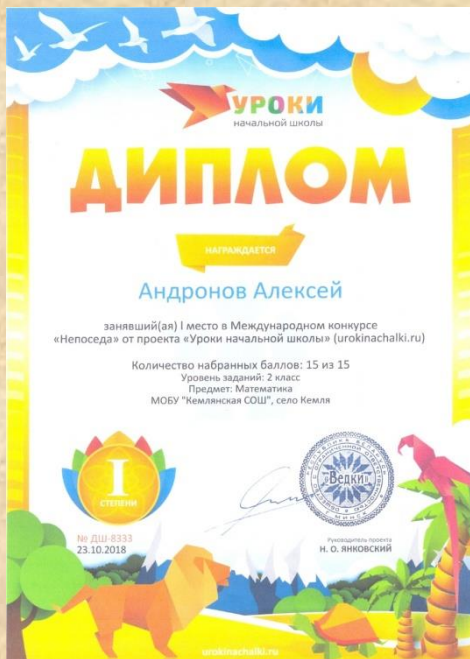 УРОКИ
начальной школы
ДИПЛОМ
НАГРАЖДАЕТСЯ
Андронов Алексей
занявший(ая) I место в Международном конкурсе
«Непоседа» от проекта «Уроки начальной школы» (urokinachalki.ru)
Количество набранных баллов: 15 из 15
Уровень заданий: 2 класс
Предмет: Математика
МОБУ "Кемлянская СОШ", село Кемля
I
СТЕПЕНИ
"Ведки"
МИНСК
№ ДШ-8333
23.10.2018
Руководитель проекта
Н. О. ЯНКОВСКИЙ
urokinachalki.ru